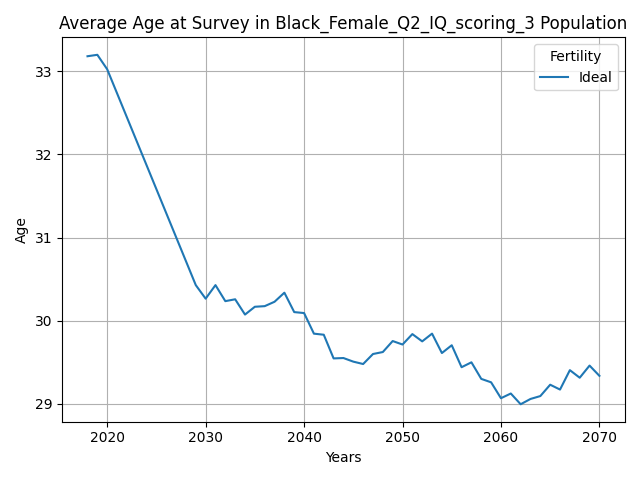 Average Age at Survey in Black_Female_Q2_IQ_scoring_3 Population
Fertility
Ideal
33
32
31
30
29
Age
2020 2030 2040 2050 2060 2070
Years